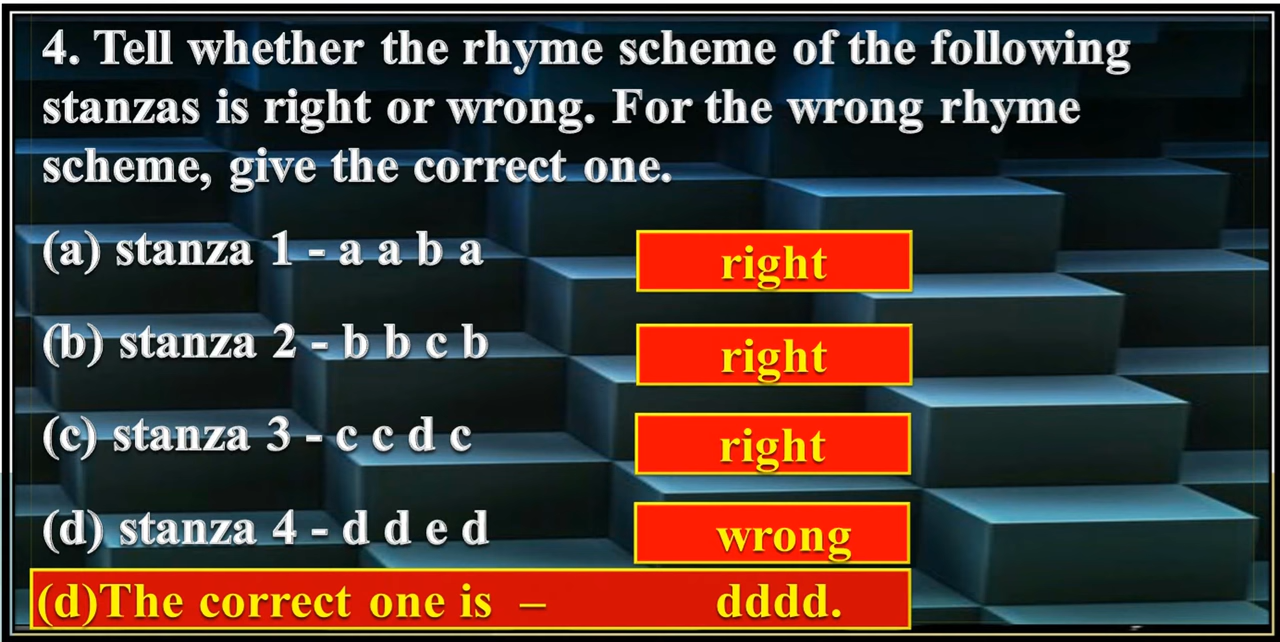 4. Tell whether the rhyme scheme of the following
stanzas is right or wrong. For the wrong rhyme
scheme, give the correct one.
(a) stanza 1 - a a b a right
(b) stanza 2 - b b c b right
(c) stanza 3 - c c d c right
(d) stanza 4 - d d e d wrong
(d)The correct one is – dddd.